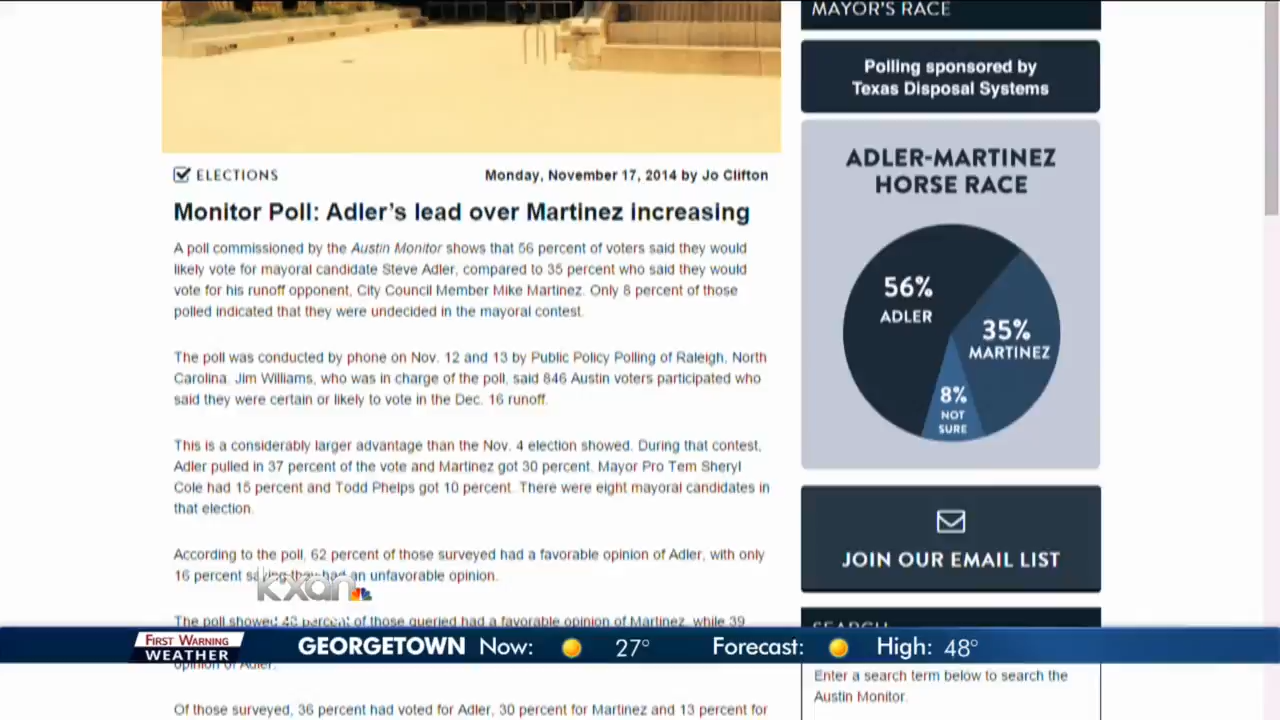 MAYOR'S RACE
Polling sponsored by
Texas Disposal Systems
ELECTIONS
Monday, November 17, 2014 by Jo Clifton
Monitor Poll: Adler's lead over Martinez increasing
A poll commissioned by the Austin Monitor shows that 56 percent of voters said they would
likely vote for mayoral candidate Steve Adler, compared to 35 percent who said they would
vote for his runoff opponent, City Council Member Mike Martinez. Only 8 percent of those
polled indicated that they were undecided in the mayoral contest.
The poll was conducted by phone on Nov. 12 and 13 by Public Policy Polling of Raleigh, North
Carolina. Jim Williams, who was in charge of the poll, said 846 Austin voters participated who
said they were certain or likely to vote in the Dec. 16 runoff.
This is a considerably larger advantage than the Nov. 4 election showed. During that contest,
Adler pulled in 37 percent of the vote and Martinez got 30 percent. Mayor Pro Tem Sheryl
Cole had 15 percent and Todd Phelps got 10 percent. There were eight mayoral candidates in
that election.
According to the poll, 62 percent of those surveyed had a favorable opinion of Adler, with only
16 percent saying they had an unfavorable opinion.
kxan
The poll showed percent of those queried had a favorable opinion of Martinez, while 39
opinion of Adler.
Of those surveyed, 36 percent had voted for Adler, 30 percent for Martinez and 13 percent for
ADLER-MARTINEZ
HORSE RACE
56%
ADLER
35%
MARTINEZ
8%
NOT
SURE
JOIN OUR EMAIL LIST
SEARCH
Enter a search term below to search the
Austin Monitor.
FIRST WARNING
WEATHER
GEORGETOWN Now: 27° Forecast: High: 48°